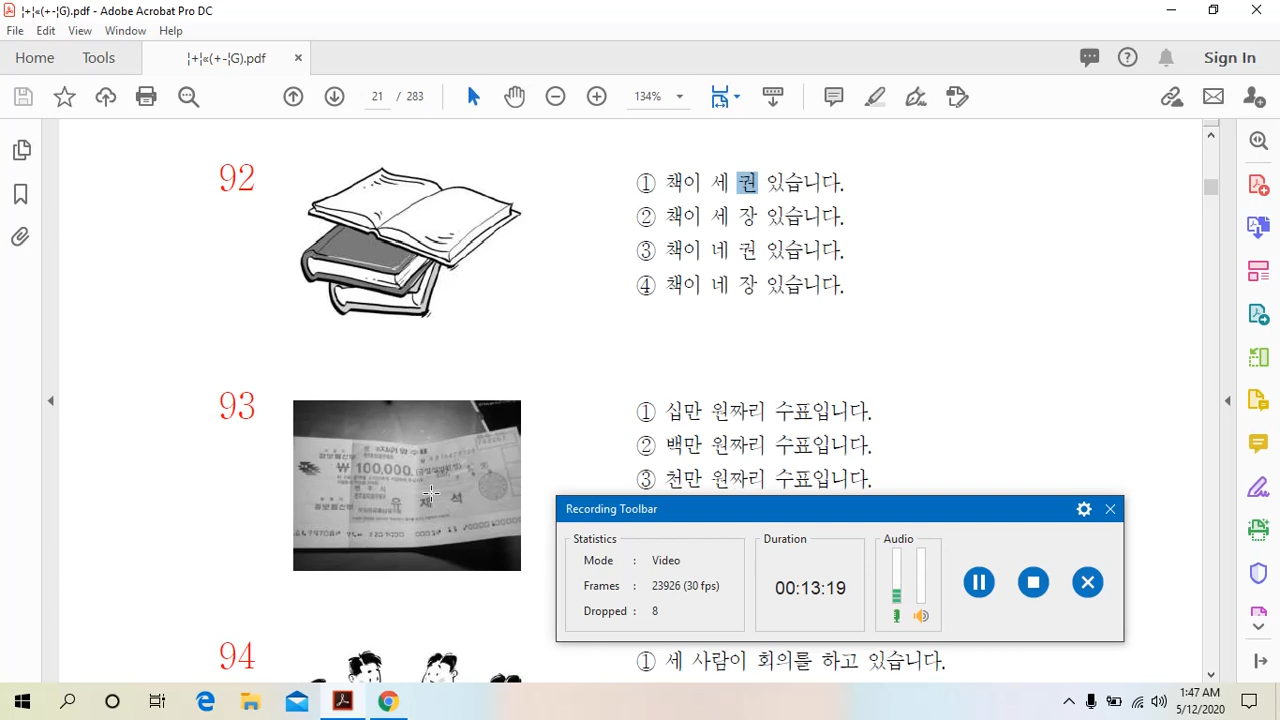 ¦+¦«(+-¦G).pdf - Adobe Acrobat Pro DC
File Edit View Window Help
Home Tools ¦+¦«(+-¦G).pdf × Sign In
21 / 283 134%
92
① 책이 세 권 있습니다.
② 책이 세 장 있습니다.
③ 책이 네 권 있습니다.
④ 책이 네 장 있습니다.
93
₩ 100,000
유 재 석
① 십만 원짜리 수표입니다.
② 백만 원짜리 수표입니다.
③ 천만 원짜리 수표입니다.
Recording Toolbar
Statistics Duration Audio
Mode : Video
Frames : 23926 (30 fps)
Dropped : 8
00:13:19
94
① 세 사람이 회의를 하고 있습니다.
1:47 AM
5/12/2020